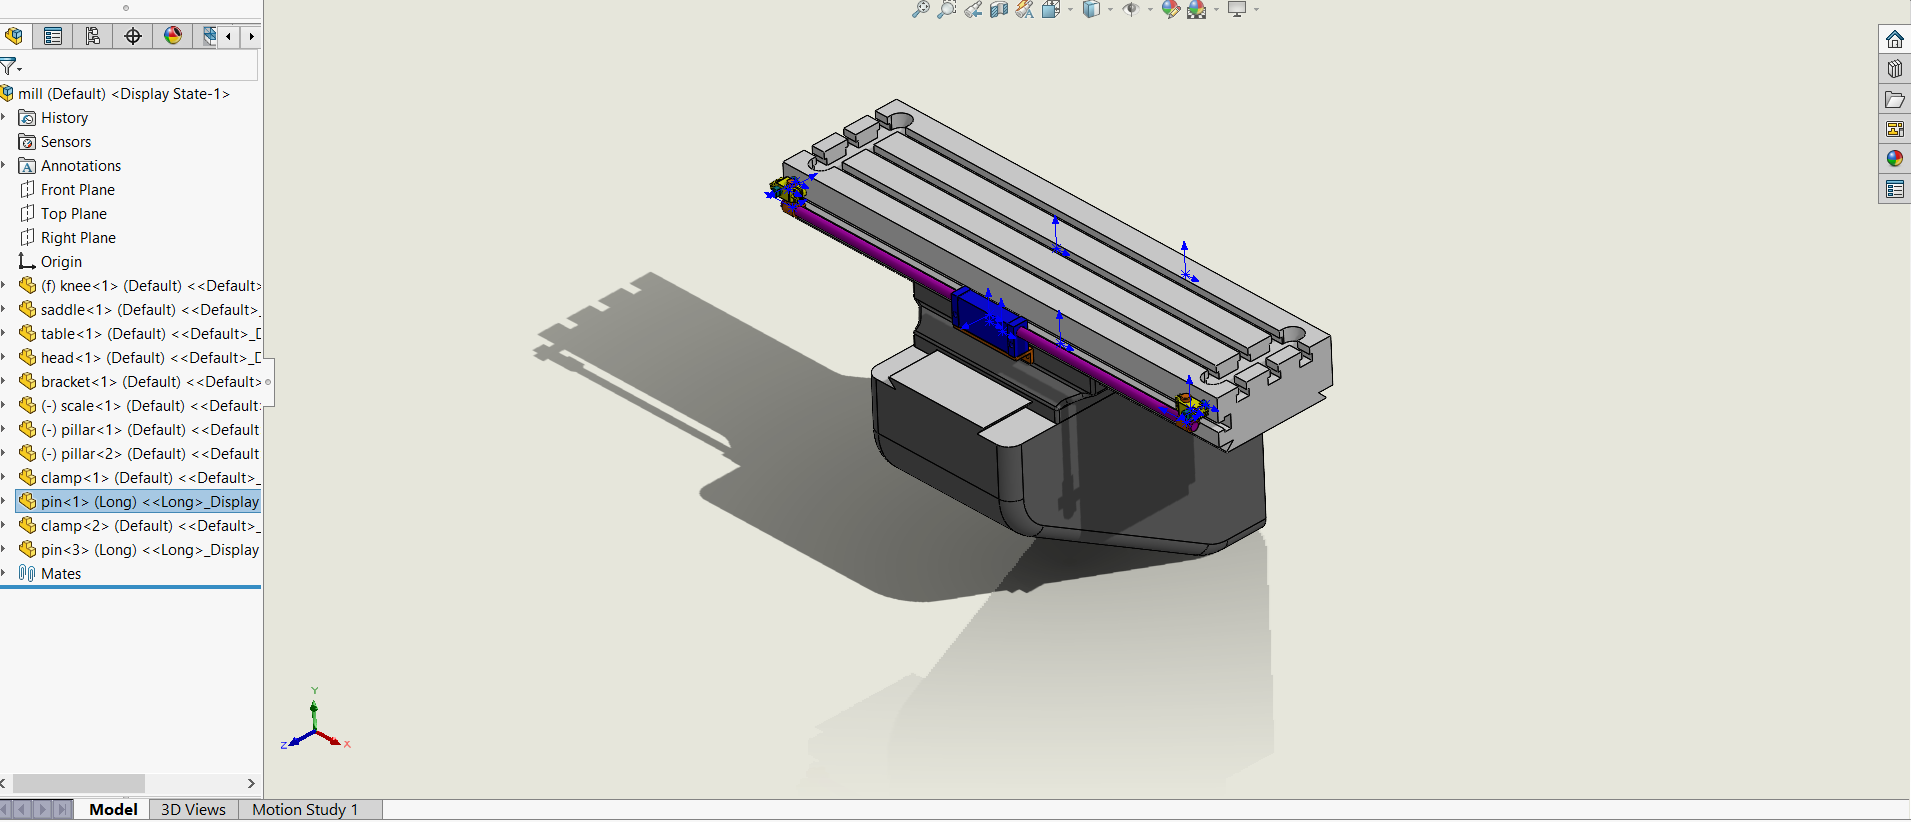 mill (Default) <Display State-1>
History
Sensors
A Annotations
Front Plane
Top Plane
Right Plane
Origin
(f) knee<1> (Default) <<Default>
saddle<1> (Default) <<Default>_
table<1> (Default) <<Default>_D
head<1> (Default) <<Default>_D
bracket<1> (Default) <<Default>
(-) scale<1> (Default) <<Default
(-) pillar<1> (Default) <<Default
(-) pillar<2> (Default) <<Default
clamp<1> (Default) <<Default>_
pin<1> (Long) <<Long>_Display
clamp<2> (Default) <<Default>_
pin<3> (Long) <<Long>_Display
Mates
Y
Z X
Model 3D Views Motion Study 1